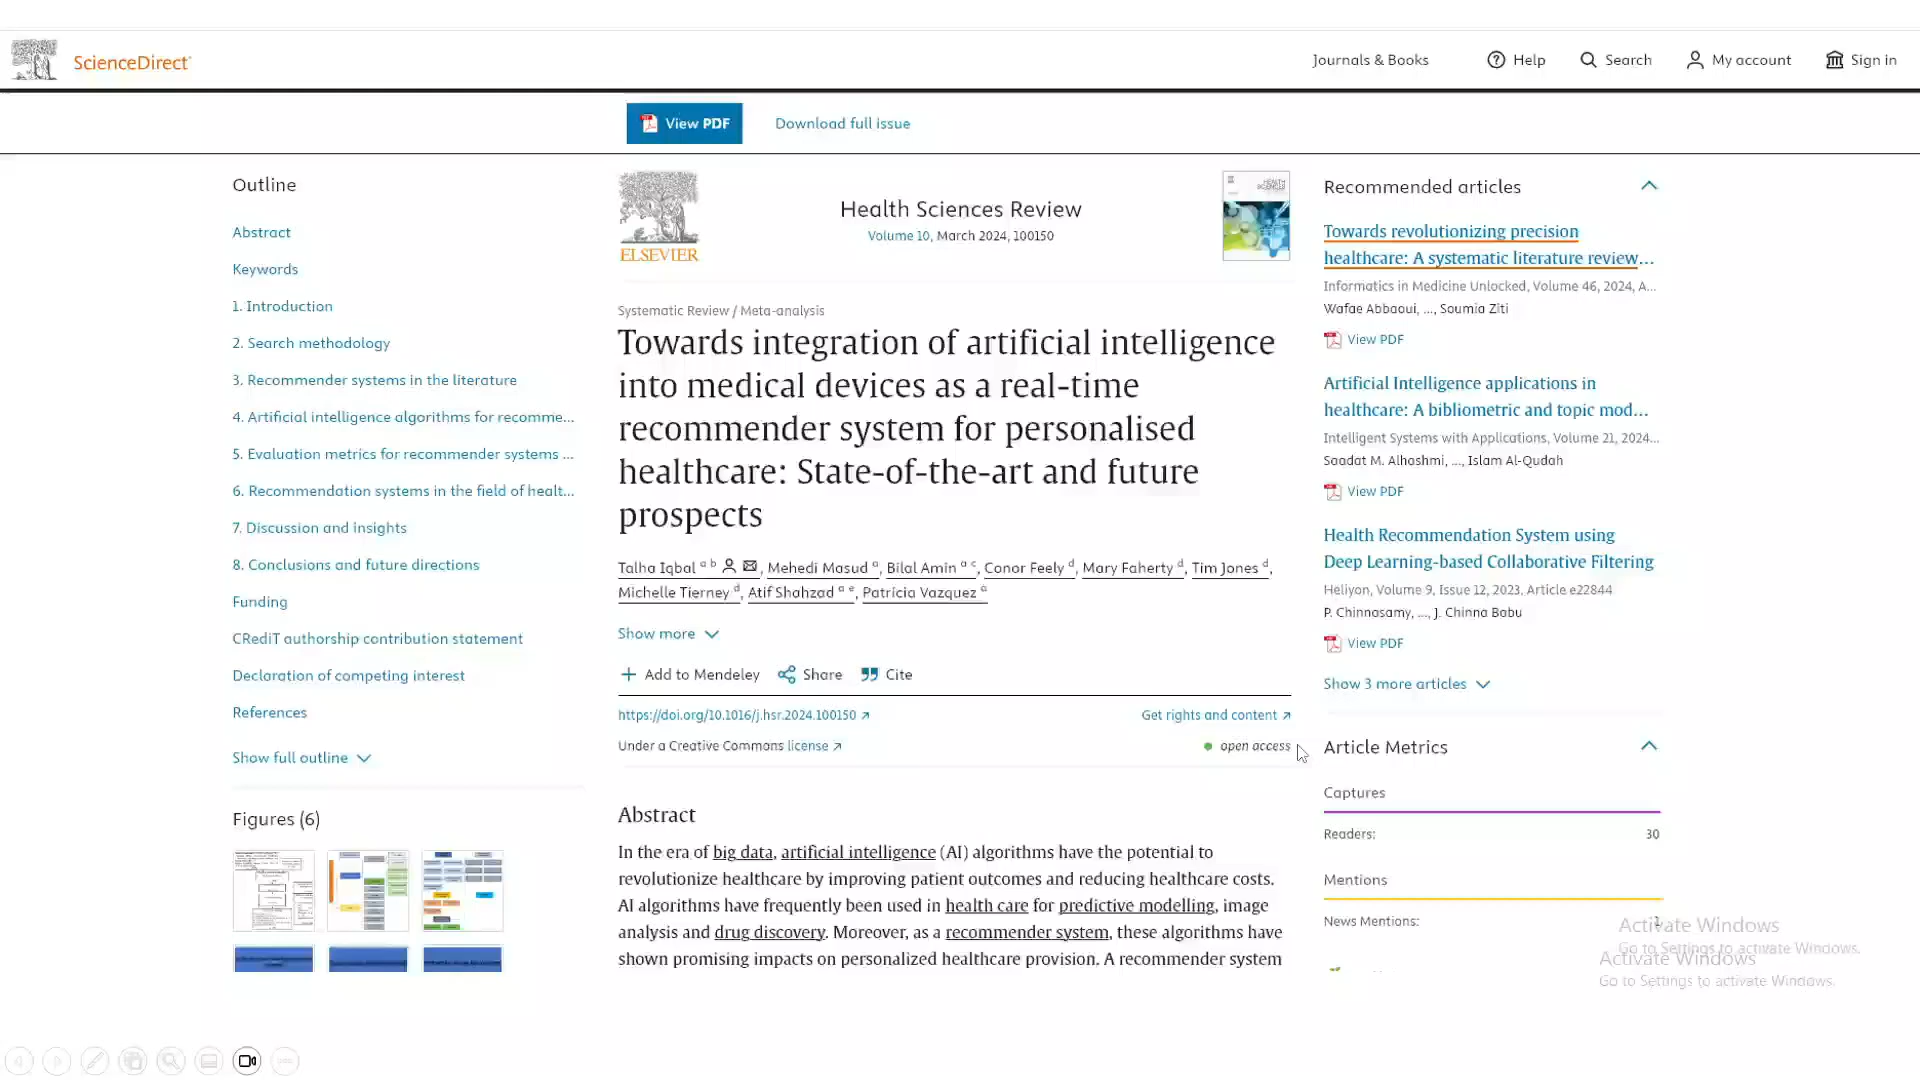 ScienceDirect
Journals & Books
Help
Search
My account
Sign in
View PDF
Download full issue
Outline
Abstract
Keywords
1. Introduction
2. Search methodology
3. Recommender systems in the literature
4. Artificial intelligence algorithms for recomme...
5. Evaluation metrics for recommender systems ...
6. Recommendation systems in the field of healt...
7. Discussion and insights
8. Conclusions and future directions
Funding
CRediT authorship contribution statement
Declaration of competing interest
References
Show full outline
Figures (6)
ELSEVIER
Health Sciences Review
Volume 10, March 2024, 100150
Systematic Review / Meta-analysis
Towards integration of artificial intelligence
into medical devices as a real-time
recommender system for personalised
healthcare: State-of-the-art and future
prospects
Talha Iqbal a b, Mehedi Masud a, Bilal Amin a c, Conor Feely d, Mary Faherty d, Tim Jones d,
Michelle Tierney d, Atif Shahzad a e, Patricia Vazquez a
Show more
Add to Mendeley
Share
Cite
https://doi.org/10.1016/j.hsr.2024.100150
Get rights and content
Under a Creative Commons license
open access
Abstract
In the era of big data, artificial intelligence (AI) algorithms have the potential to
revolutionize healthcare by improving patient outcomes and reducing healthcare costs.
AI algorithms have frequently been used in health care for predictive modelling, image
analysis and drug discovery. Moreover, as a recommender system, these algorithms have
shown promising impacts on personalized healthcare provision. A recommender system
Recommended articles
Towards revolutionizing precision
healthcare: A systematic literature review...
Informatics in Medicine Unlocked, Volume 46, 2024, A...
Wafae Abbaoui, ..., Soumia Ziti
View PDF
Artificial Intelligence applications in
healthcare: A bibliometric and topic mod...
Intelligent Systems with Applications, Volume 21, 2024...
Saadat M. Alhashmi, ..., Islam Al-Qudah
View PDF
Health Recommendation System using
Deep Learning-based Collaborative Filtering
Heliyon, Volume 9, Issue 12, 2023, Article e22844
P. Chinnasamy, ..., J. Chinna Babu
View PDF
Show 3 more articles
Article Metrics
Captures
Readers: 30
Mentions
News Mentions: 1
Activate Windows
Go to Settings to activate Windows.
Activate Windows
Go to Settings to activate Windows.